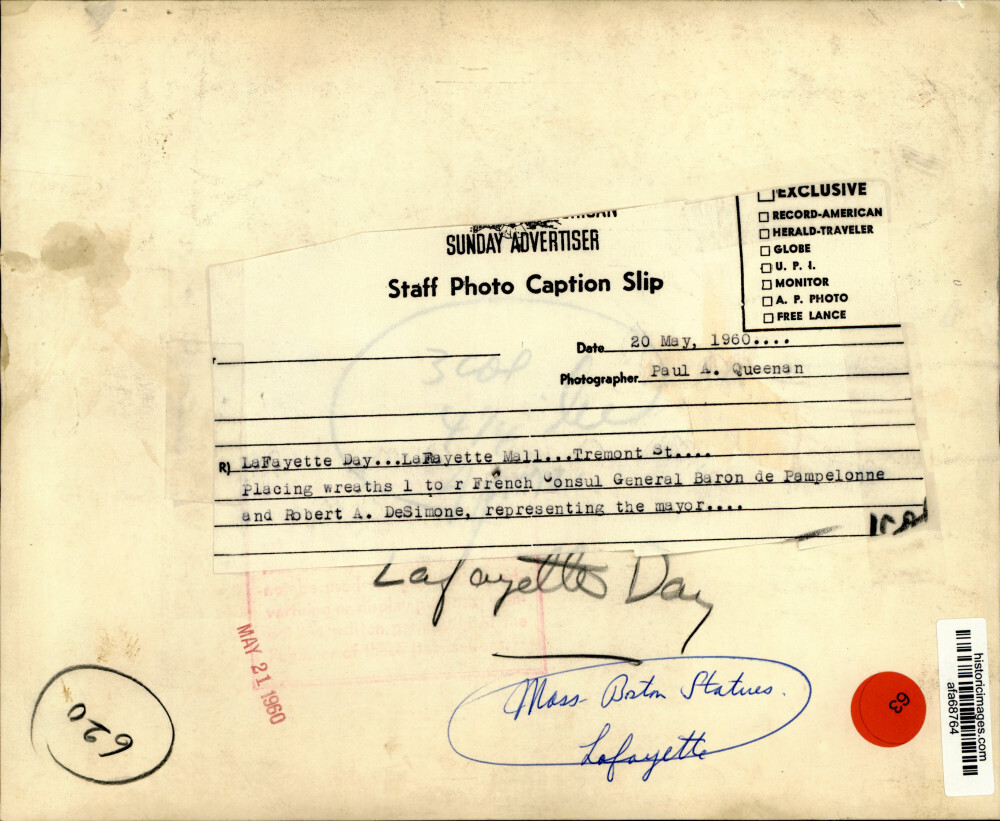 EXCLUSIVE
RECORD-AMERICAN
HERALD-TRAVELER
GLOBE
U. P. I.
MONITOR
A. P. PHOTO
FREE LANCE
SUNDAY ADVERTISER
Staff Photo Caption Slip
Date 20 May, 1960....
Photographer Paul A. Queenan
3 Col
R) LaFayette Day...LaFayette Mall...Tremont St....
Placing wreaths l to r French Consul General Baron de Pampelonne
and Robert A. DeSimone, representing the mayor....
Lafayette Day
MAY 21 1960
Mass- Boston Statues.
Lafayette
620
63
historicimages.com
afa68764